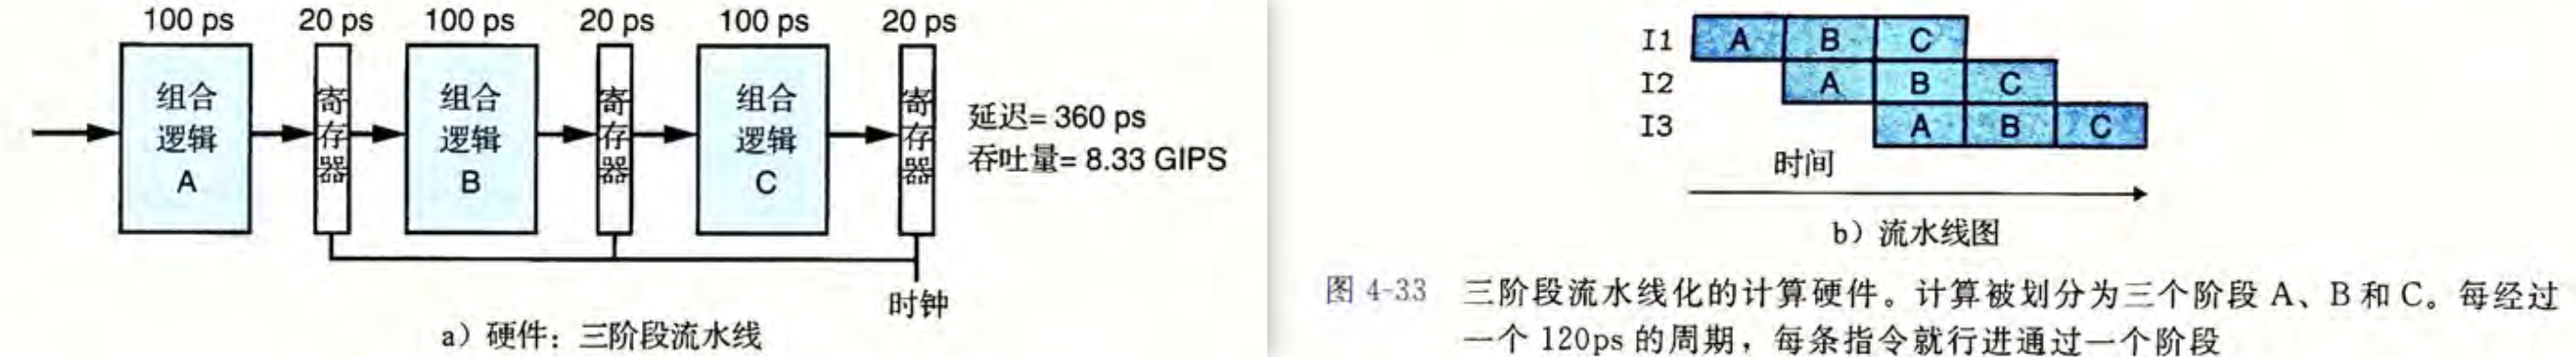 100 ps 20 ps 100 ps 20 ps 100 ps 20 ps
组合
逻辑
A
寄
存
器
组合
逻辑
B
寄
存
器
组合
逻辑
C
寄
存
器
延迟= 360 ps
吞吐量= 8.33 GIPS
时钟
a）硬件：三阶段流水线
I1 A B C
I2 A B C
I3 A B C
时间
b）流水线图
图 4-33 三阶段流水线化的计算硬件。计算被划分为三个阶段 A、B 和 C。每经过
一个 120ps 的周期，每条指令就行进通过一个阶段